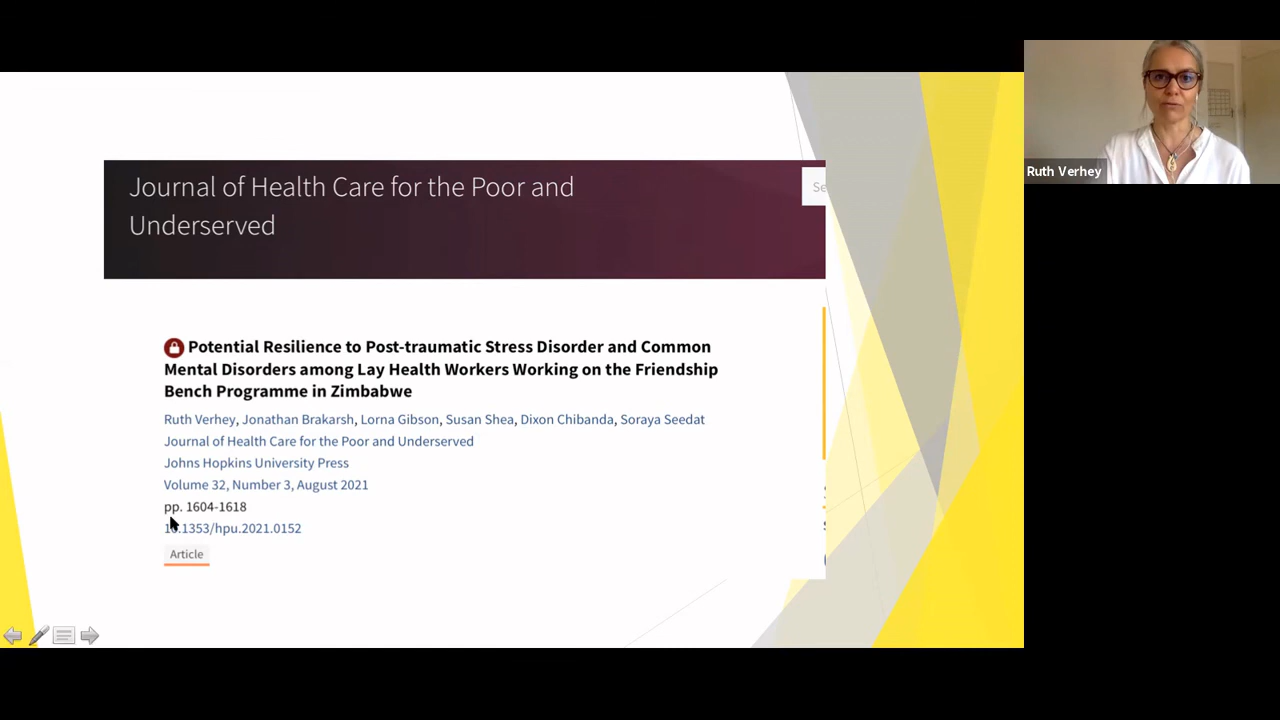 Journal of Health Care for the Poor and
Underserved
Se
Potential Resilience to Post-traumatic Stress Disorder and Common
Mental Disorders among Lay Health Workers Working on the Friendship
Bench Programme in Zimbabwe
Ruth Verhey, Jonathan Brakarsh, Lorna Gibson, Susan Shea, Dixon Chibanda, Soraya Seedat
Journal of Health Care for the Poor and Underserved
Johns Hopkins University Press
Volume 32, Number 3, August 2021
pp. 1604-1618
10.1353/hpu.2021.0152
Article
Ruth Verhey